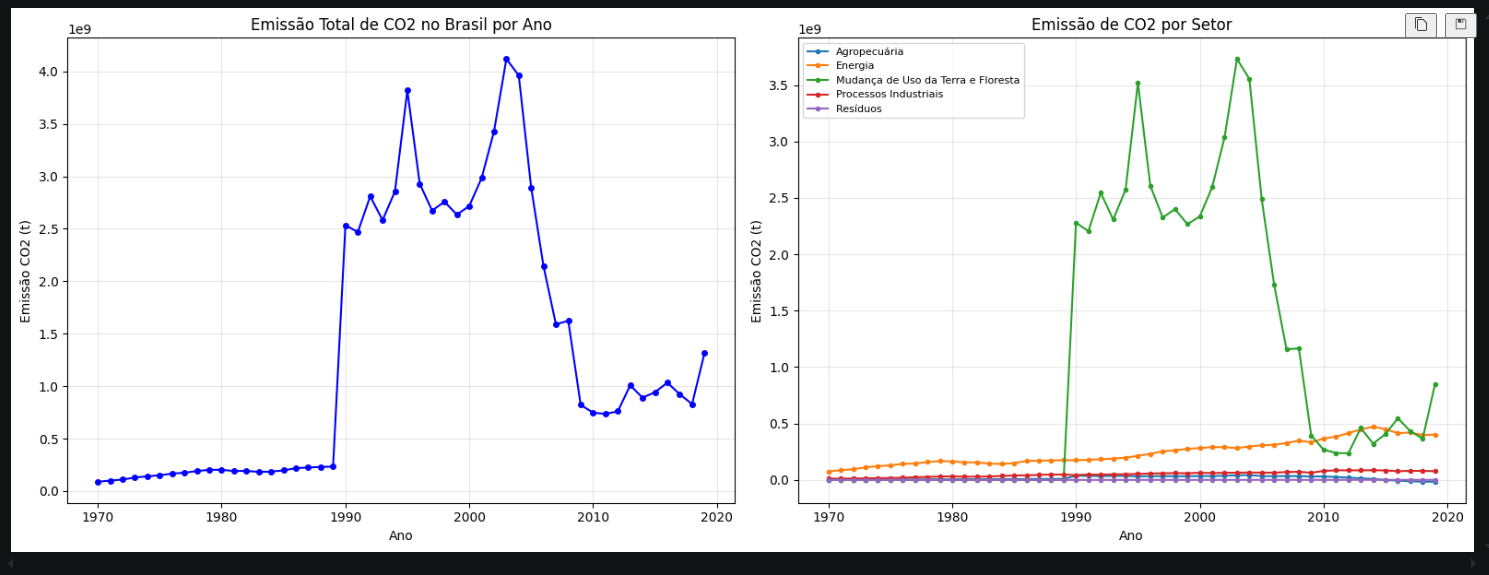 Emissão Total de CO2 no Brasil por Ano
1e9
4.0
3.5
3.0
2.5
2.0
1.5
1.0
0.5
0.0
Emissão CO2 (t)
1970 1980 1990 2000 2010 2020
Ano
Emissão de CO2 por Setor
1e9
Agropecuária
Energia
Mudança de Uso da Terra e Floresta
Processos Industriais
Resíduos
3.5
3.0
2.5
2.0
1.5
1.0
0.5
0.0
Emissão CO2 (t)
1970 1980 1990 2000 2010 2020
Ano